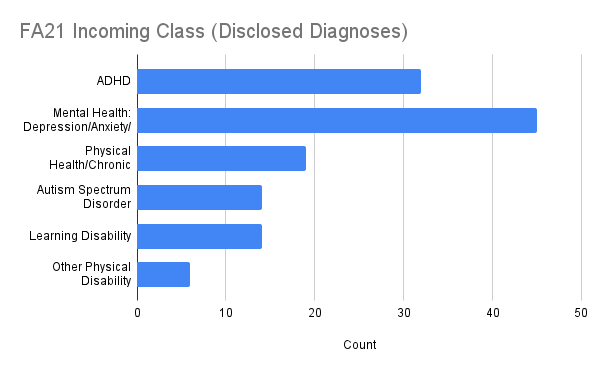 FA21 Incoming Class (Disclosed Diagnoses)
ADHD
Mental Health:
Depression/Anxiety/
Physical
Health/Chronic
Autism Spectrum
Disorder
Learning Disability
Other Physical
Disability
0 10 20 30 40 50
Count